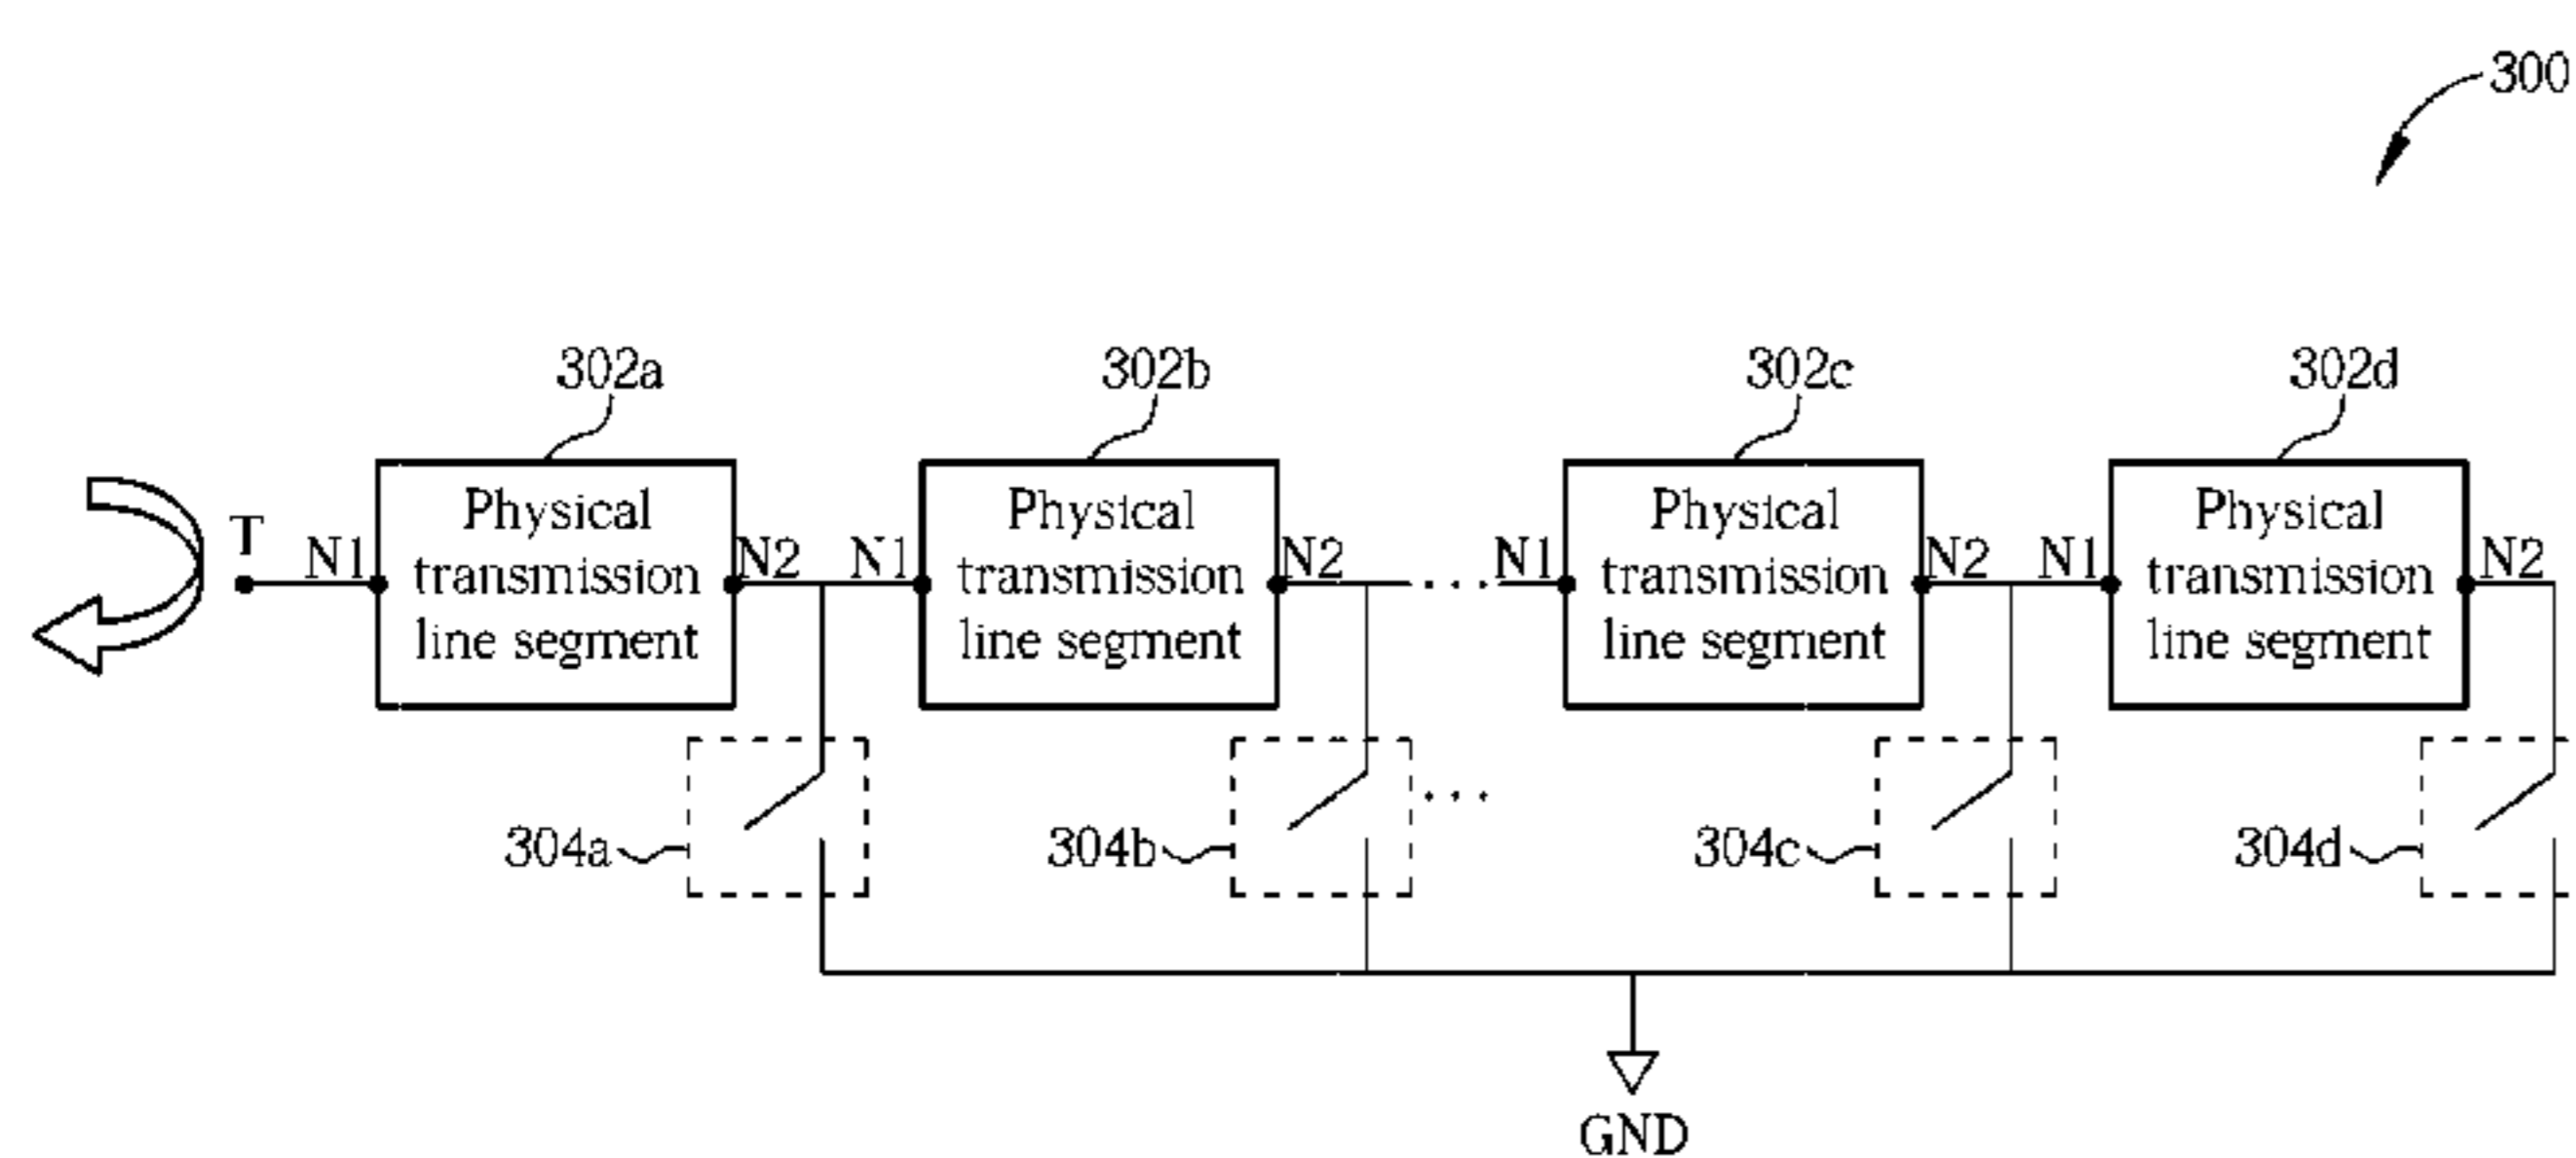 300
302a
302b
302c
302d
T
N1
Physical
transmission
line segment
N2
N1
Physical
transmission
line segment
N2
...
N1
Physical
transmission
line segment
N2
N1
Physical
transmission
line segment
N2
304a
304b
...
304c
304d
GND